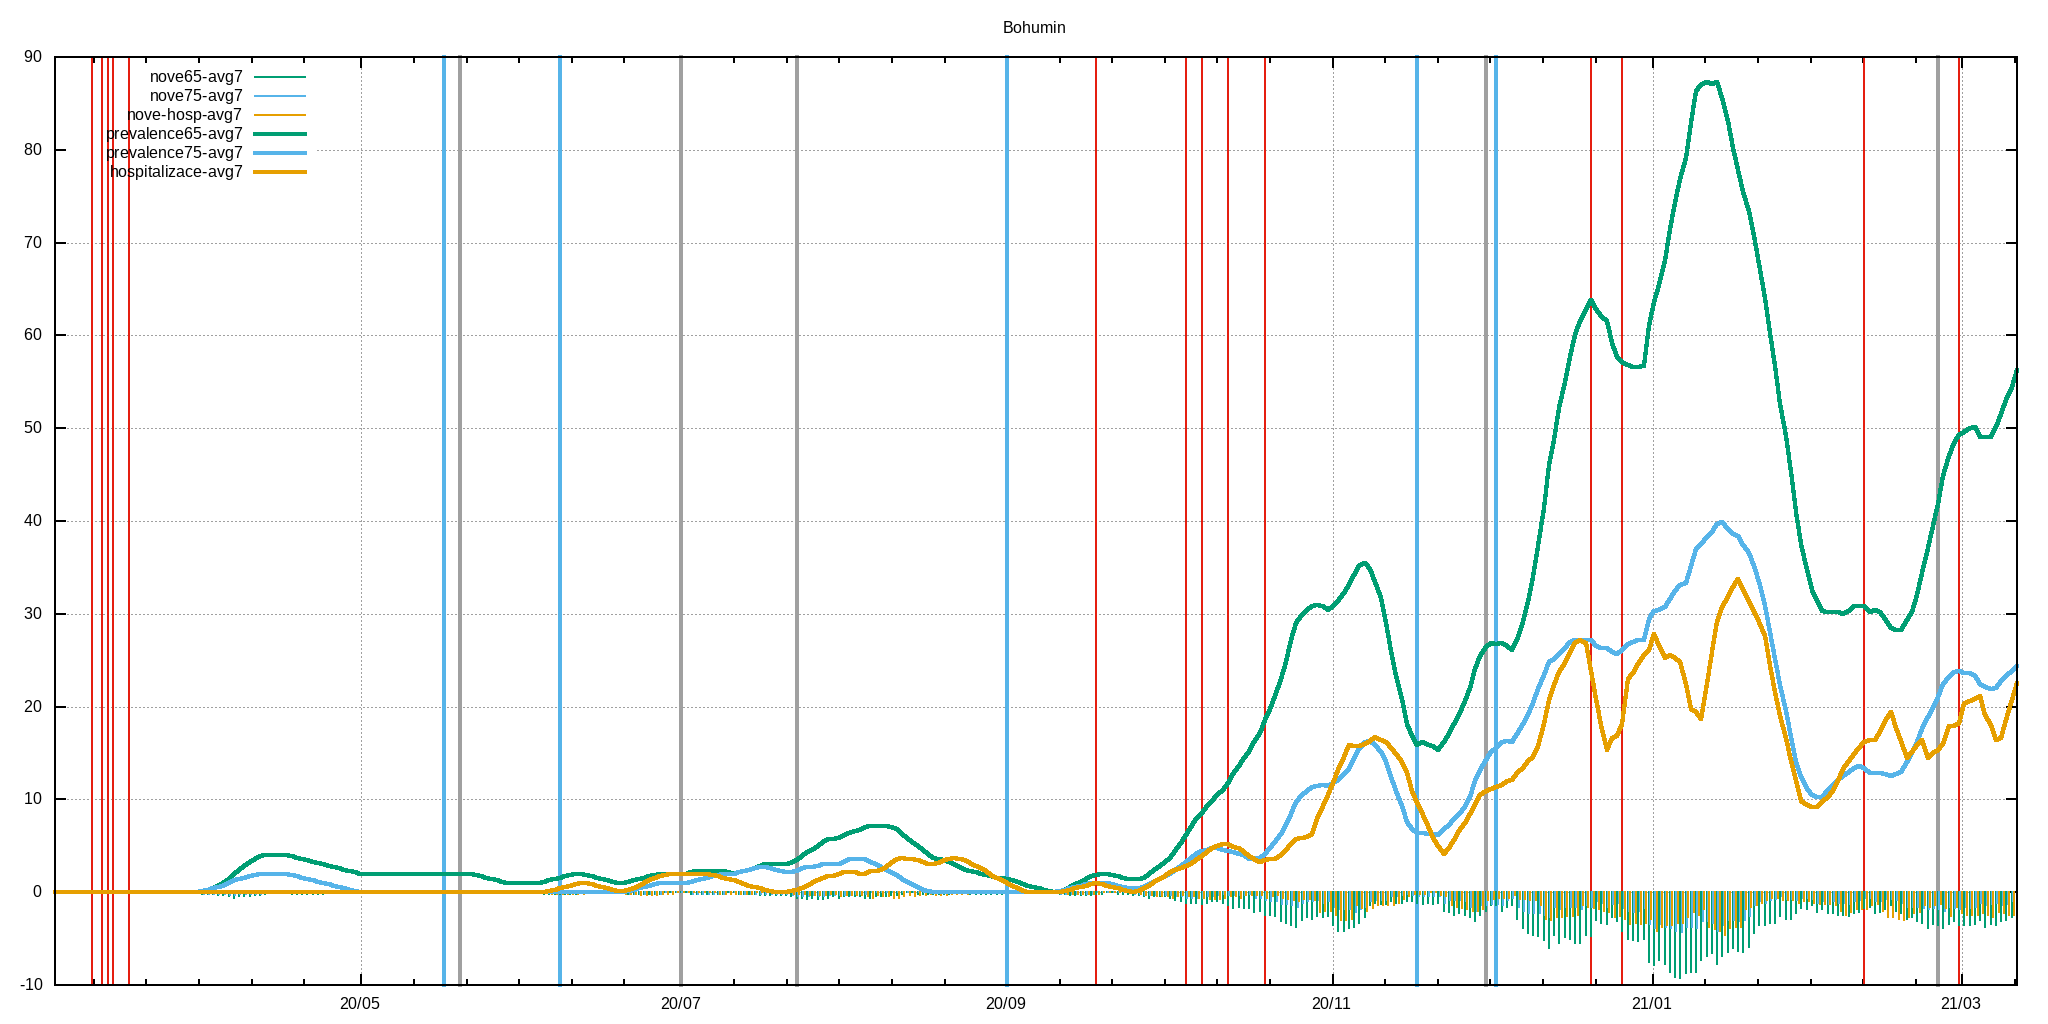 Bohumin
90
80
70
60
50
40
30
20
10
0
-10
nove65-avg7
nove75-avg7
nove-hosp-avg7
prevalence65-avg7
prevalence75-avg7
hospitalizace-avg7
20/05 20/07 20/09 20/11 21/01 21/03